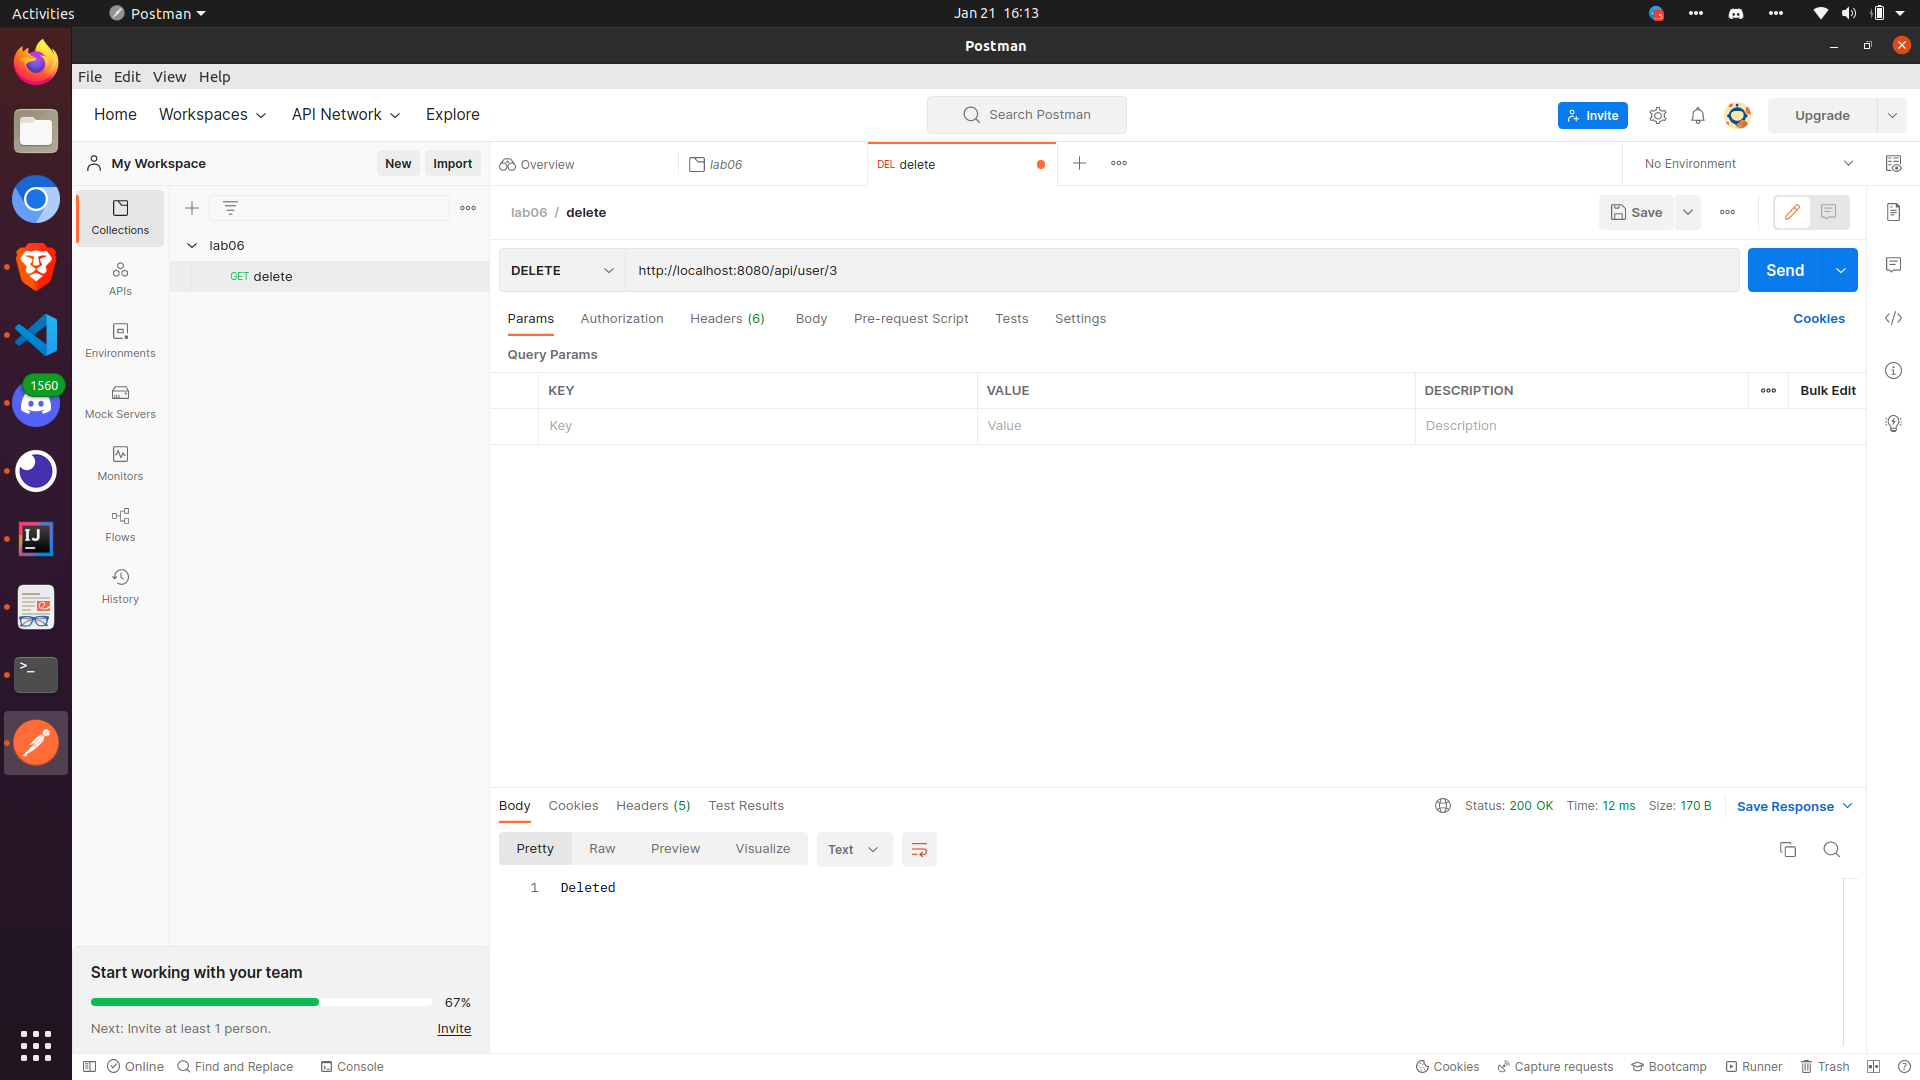 Activities Postman Jan 21 16:13
Postman
File Edit View Help
Home Workspaces API Network Explore Search Postman Invite Upgrade
My Workspace New Import Overview lab06 DEL delete No Environment
Collections
lab06 / delete Save
lab06
GET delete
DELETE http://localhost:8080/api/user/3 Send
APIs
Params Authorization Headers (6) Body Pre-request Script Tests Settings Cookies
Environments
Query Params
KEY VALUE DESCRIPTION Bulk Edit
Key Value Description
1560
Mock Servers
Monitors
Flows
IJ
History
>_
Body Cookies Headers (5) Test Results Status: 200 OK Time: 12 ms Size: 170 B Save Response
Pretty Raw Preview Visualize Text
1 Deleted
Start working with your team
67%
Next: Invite at least 1 person. Invite
Online Find and Replace Console Cookies Capture requests Bootcamp Runner Trash